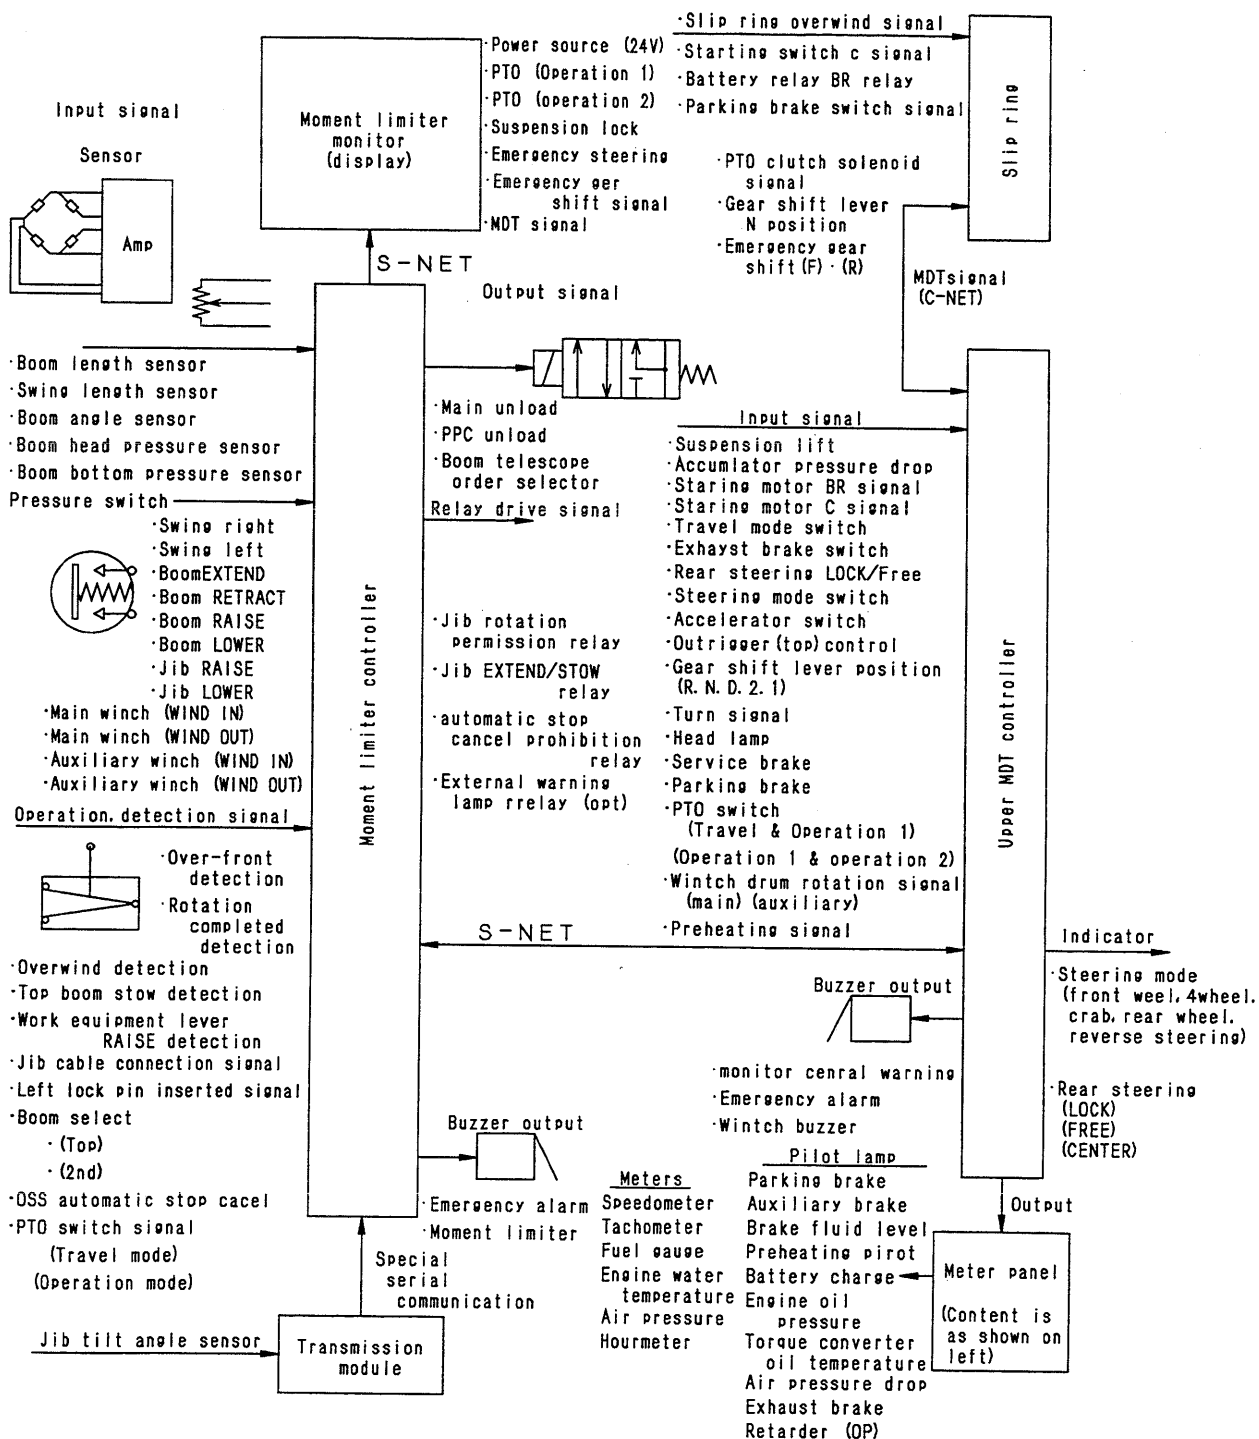 Input signal
Sensor
Amp
Moment limiter
monitor
(display)
S-NET
·Power source (24V)
·PTO (Operation 1)
·PTO (operation 2)
·Suspension lock
·Emergency steering
·Emergency ger
shift signal
·MDT signal
·Slip ring overwind signal
·Starting switch c signal
·Battery relay BR relay
·Parking brake switch signal
·PTO clutch solenoid
signal
·Gear shift lever
N position
·Emergency gear
shift (F) · (R)
Slip ring
MDTsignal
(C-NET)
Output signal
·Boom length sensor
·Swing length sensor
·Boom angle sensor
·Boom head pressure sensor
·Boom bottom pressure sensor
Pressure switch
·Swing right
·Swing left
·BoomEXTEND
·Boom RETRACT
·Boom RAISE
·Boom LOWER
·Jib RAISE
·Jib LOWER
·Main winch (WIND IN)
·Main winch (WIND OUT)
·Auxiliary winch (WIND IN)
·Auxiliary winch (WIND OUT)
Operation. detection signal
·Over-front
detection
·Rotation
completed
detection
·Overwind detection
·Top boom stow detection
·Work equipment lever
RAISE detection
·Jib cable connection signal
·Left lock pin inserted signal
·Boom select
· (Top)
· (2nd)
·OSS automatic stop cacel
·PTO switch signal
(Travel mode)
(Operation mode)
Jib tilt angle sensor
Moment limiter controller
·Main unload
·PPC unload
·Boom telescope
order selector
Relay drive signal
·Jib rotation
permission relay
·Jib EXTEND/STOW
relay
·automatic stop
cancel prohibition
relay
·External warning
lamp rrelay (opt)
S-NET
Buzzer output
·Emergency alarm
·Moment limiter
Special
serial
communication
Transmission
module
Input signal
·Suspension lift
·Accumlator pressure drop
·Staring motor BR signal
·Staring motor C signal
·Travel mode switch
·Exhayst brake switch
·Rear steering LOCK/Free
·Steering mode switch
·Accelerator switch
·Outrigger (top) control
·Gear shift lever position
(R. N. D. 2. 1)
·Turn signal
·Head lamp
·Service brake
·Parking brake
·PTO switch
(Travel & Operation 1)
(Operation 1 & operation 2)
·Wintch drum rotation signal
(main) (auxiliary)
·Preheating signal
Upper MDT controller
Buzzer output
·monitor cenral warning
·Emergency alarm
·Wintch buzzer
Indicator
·Steering mode
(front weel. 4wheel.
crab. rear wheel.
reverse steering)
·Rear steering
(LOCK)
(FREE)
(CENTER)
Meters
Speedometer
Tachometer
Fuel gauge
Engine water
temperature
Air pressure
Hourmeter
Pilot lamp
Parking brake
Auxiliary brake
Brake fluid level
Preheating pirot
Battery charge
Engine oil
pressure
Torque converter
oil temperature
Air pressure drop
Exhaust brake
Retarder (OP)
Output
Meter panel
(Content is
as shown on
left)